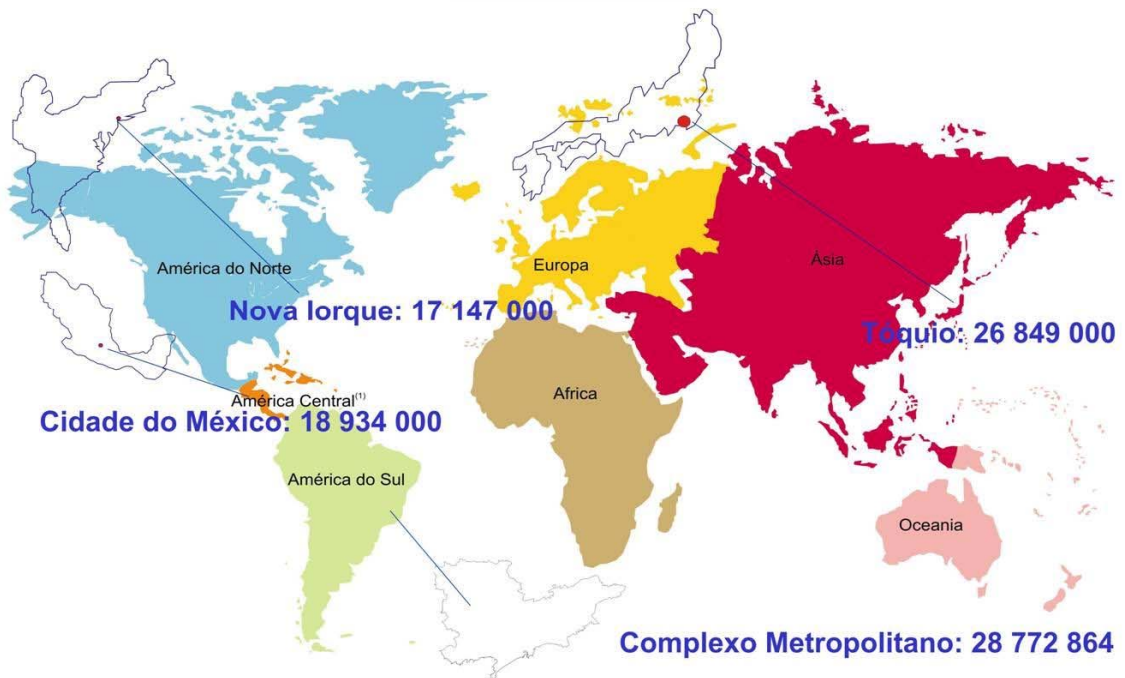 América do Norte
Europa
Ásia
Nova Iorque: 17 147 000
Tóquio: 26 849 000
África
América Central(1)
Cidade do México: 18 934 000
América do Sul
Oceania
Complexo Metropolitano: 28 772 864